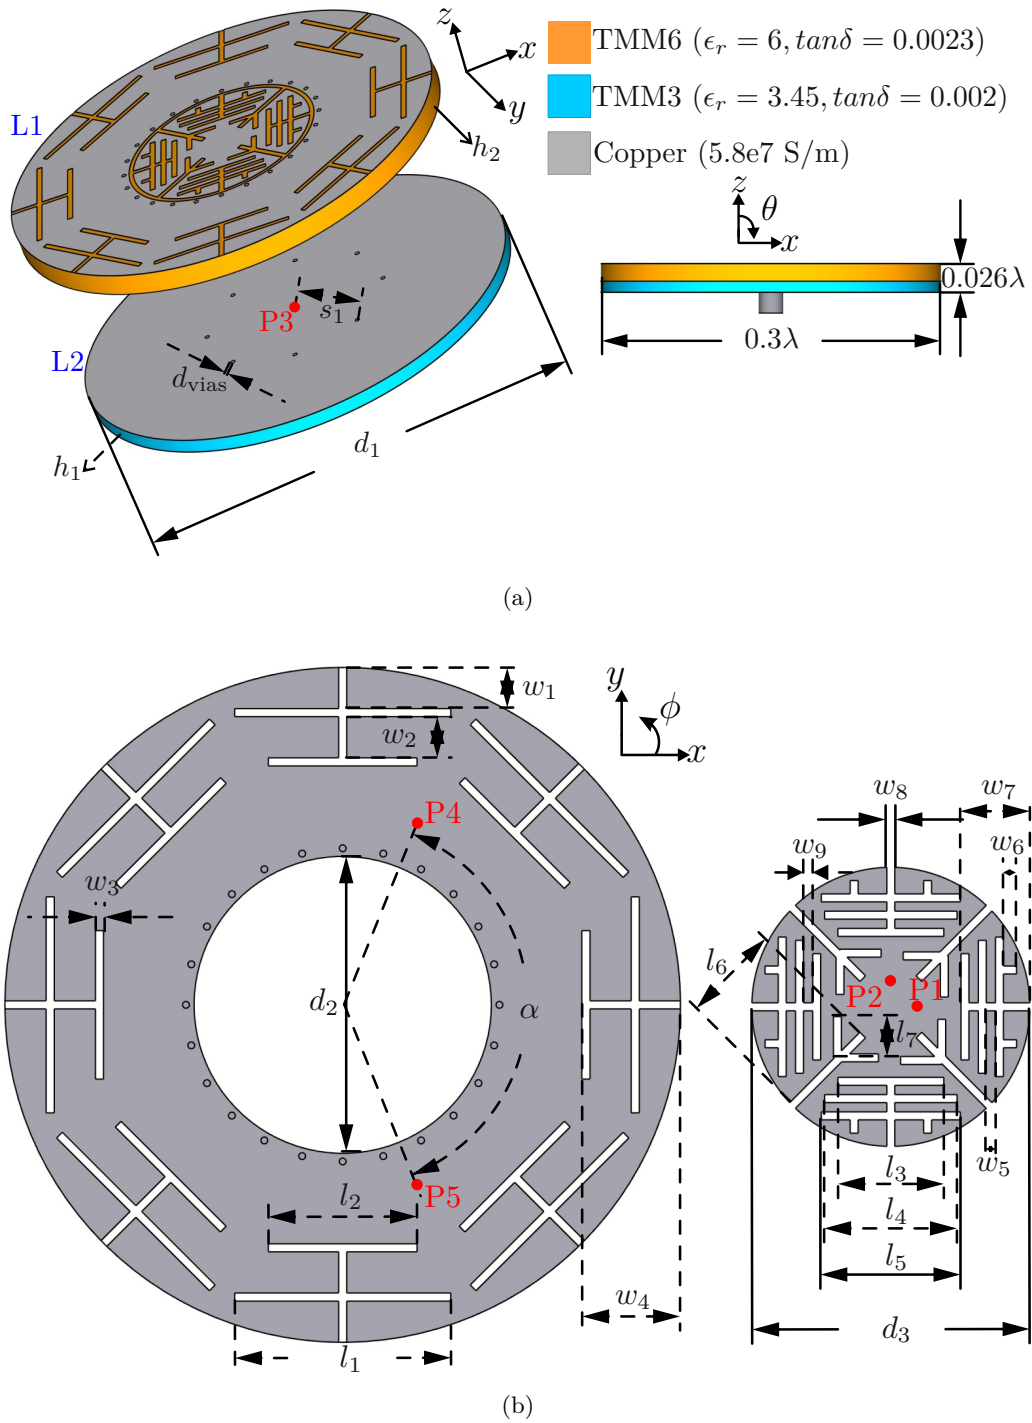 z
x
y
TMM6 (ϵr = 6, tanδ = 0.0023)
TMM3 (ϵr = 3.45, tanδ = 0.002)
Copper (5.8e7 S/m)
L1
h2
z
θ
x
0.026λ
0.3λ
P3
s1
L2
dvias
d1
h1
(a)
w1
w2
y
ϕ
x
w8
w7
P4
w6
w9
w3
l6
d2
α
P2
P1
l7
P5
l2
w5
l3
l4
l5
w4
d3
l1
(b)